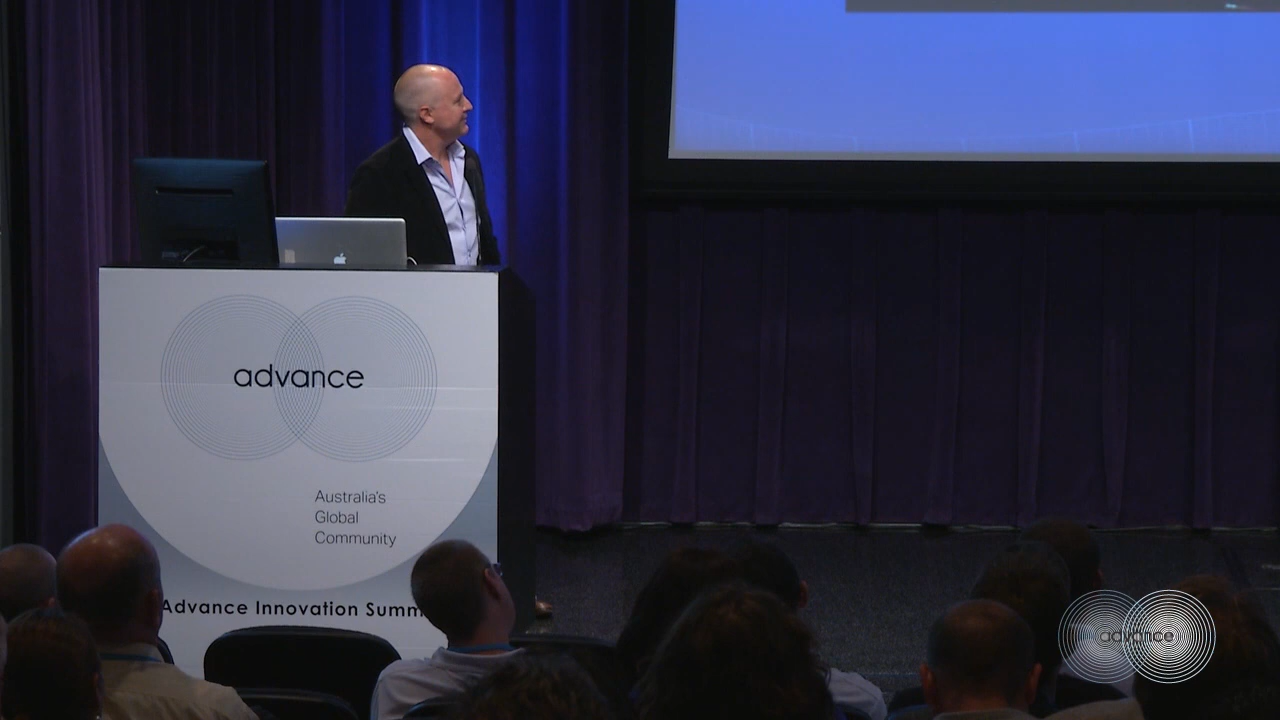 advance
Australia's
Global
Community
Advance Innovation Summ
advance